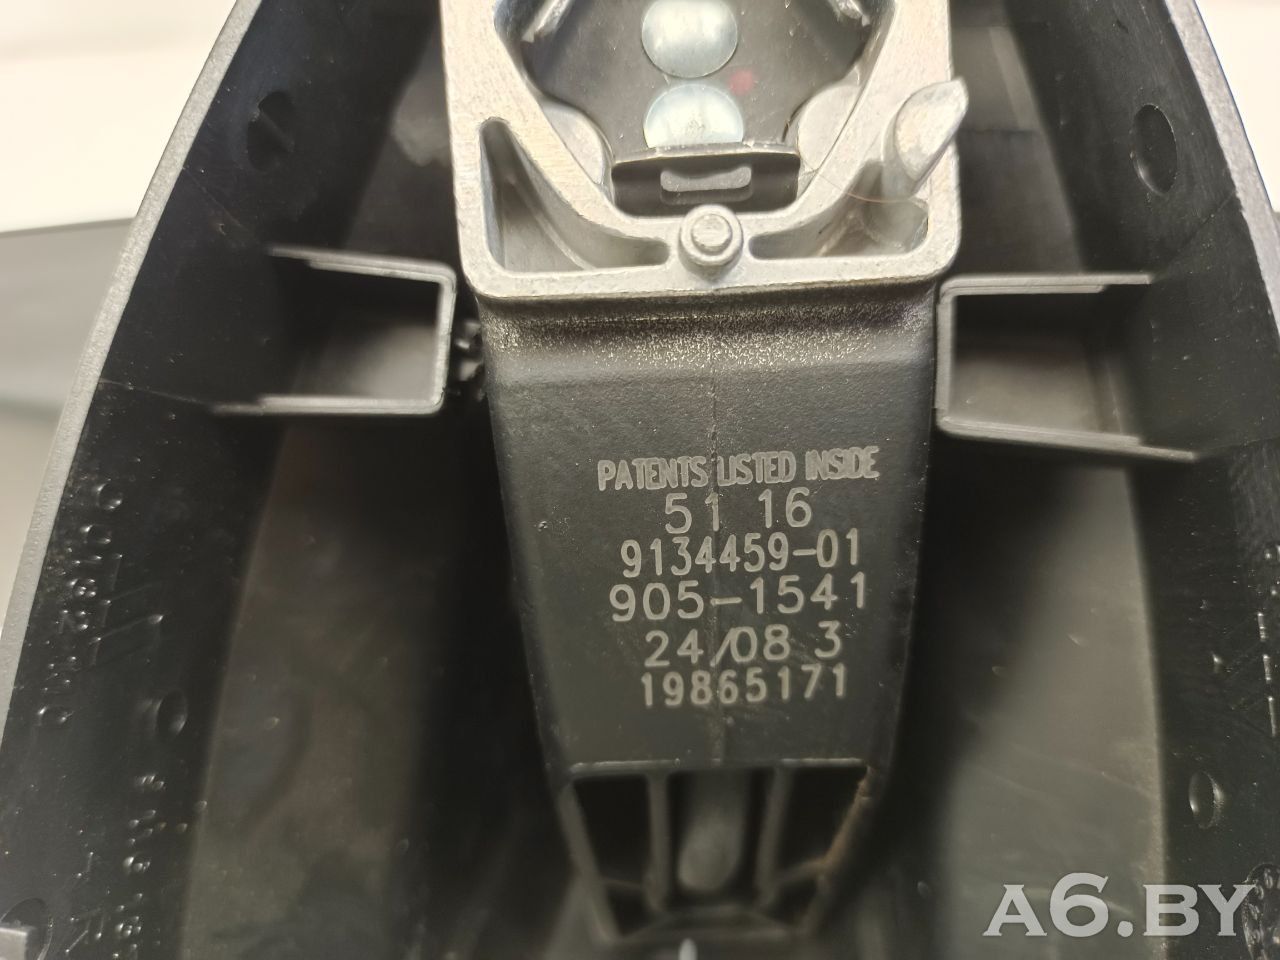 PATENTS LISTED INSIDE
51 16
9134459-01
905-1541
24/08 3
19865171
A6.BY